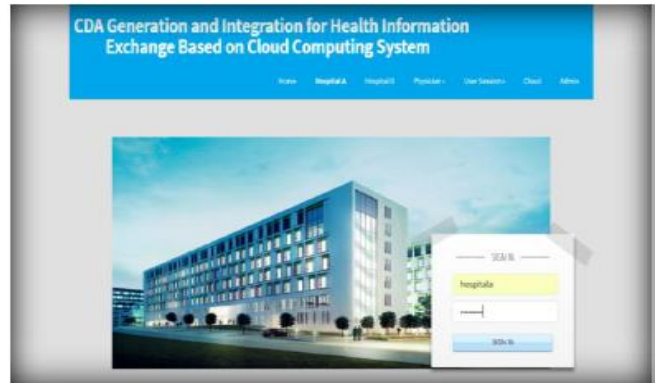 CDA Generation and Integration for Health Information
Exchange Based on Cloud Computing System
Home Hospital A Hospital B Physician User Session Cloud Admin
SIGN IN
hospitala
SIGN IN